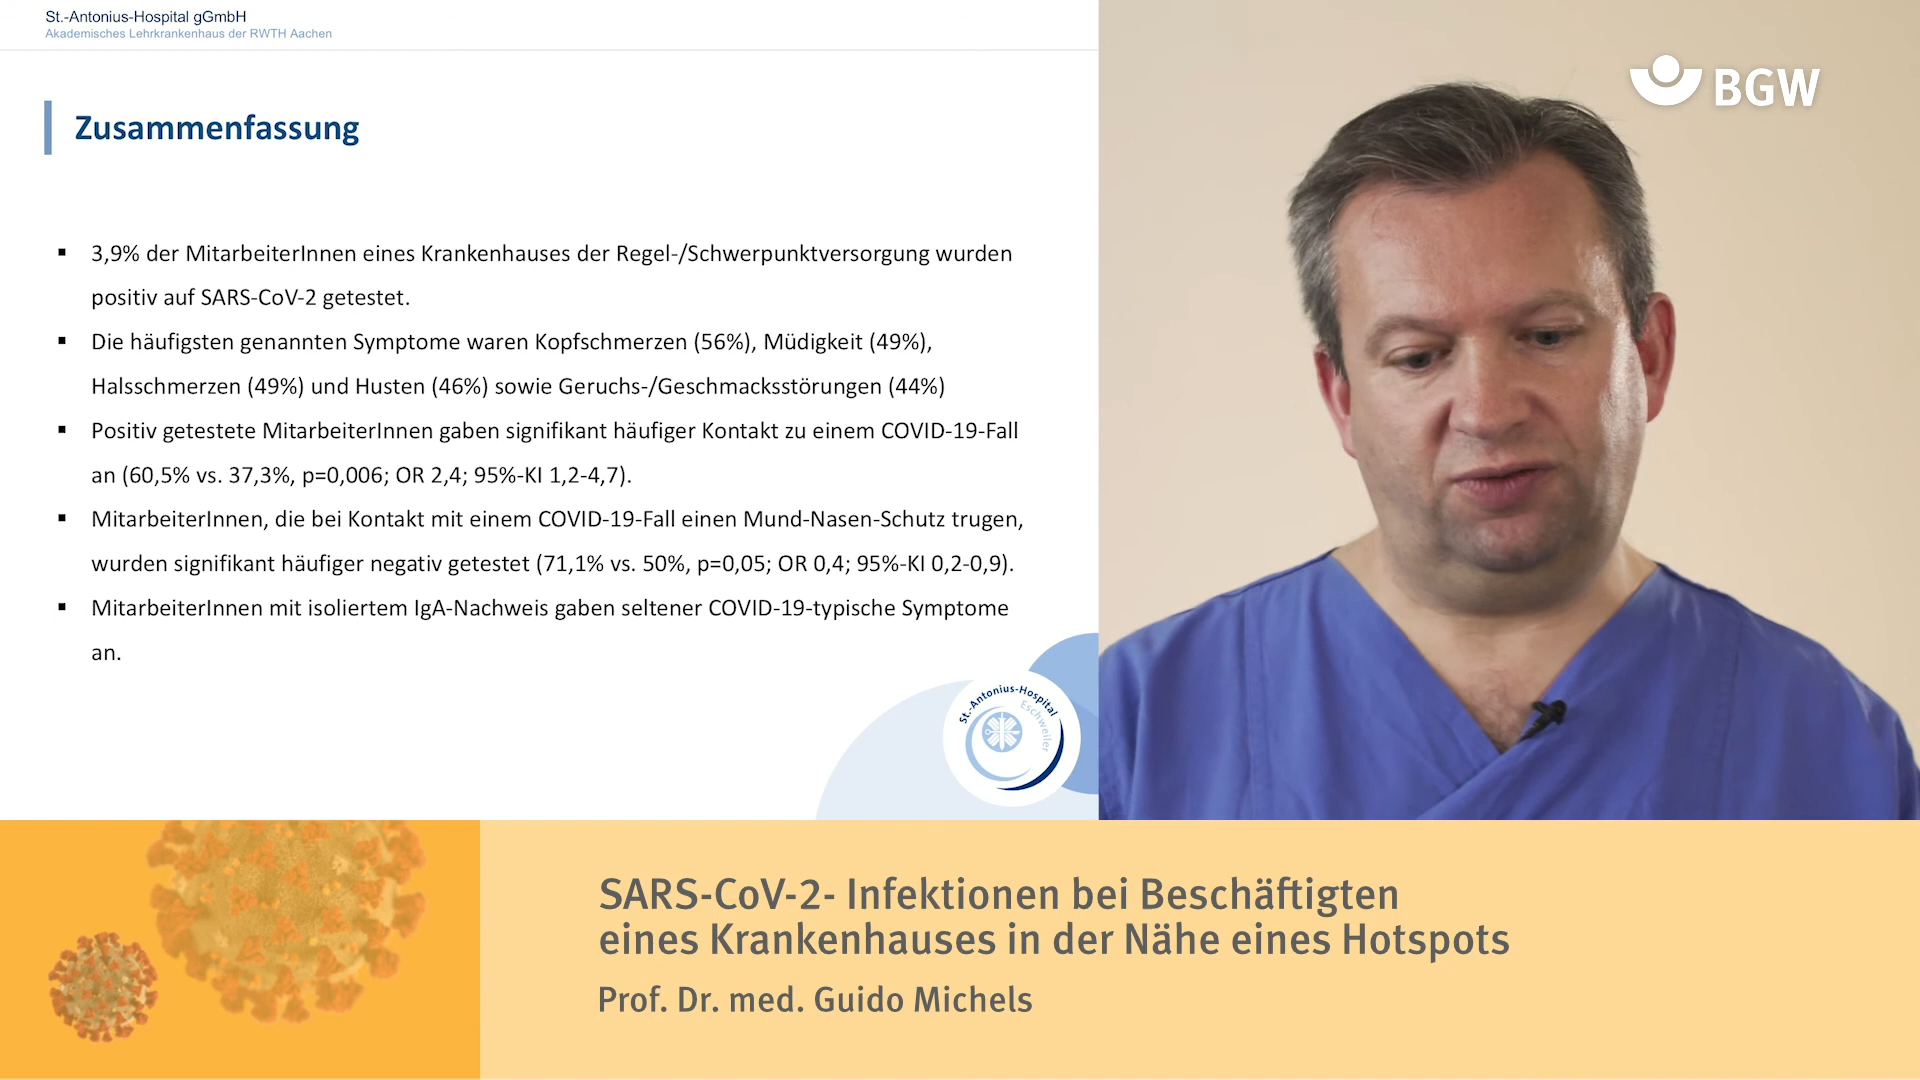 St.-Antonius-Hospital gGmbH
Akademisches Lehrkrankenhaus der RWTH Aachen
Zusammenfassung
▪ 3,9% der MitarbeiterInnen eines Krankenhauses der Regel-/Schwerpunktversorgung wurden
positiv auf SARS-CoV-2 getestet.
▪ Die häufigsten genannten Symptome waren Kopfschmerzen (56%), Müdigkeit (49%),
Halsschmerzen (49%) und Husten (46%) sowie Geruchs-/Geschmacksstörungen (44%)
▪ Positiv getestete MitarbeiterInnen gaben signifikant häufiger Kontakt zu einem COVID-19-Fall
an (60,5% vs. 37,3%, p=0,006; OR 2,4; 95%-KI 1,2-4,7).
▪ MitarbeiterInnen, die bei Kontakt mit einem COVID-19-Fall einen Mund-Nasen-Schutz trugen,
wurden signifikant häufiger negativ getestet (71,1% vs. 50%, p=0,05; OR 0,4; 95%-KI 0,2-0,9).
▪ MitarbeiterInnen mit isoliertem IgA-Nachweis gaben seltener COVID-19-typische Symptome
an.
St.-Antonius-Hospital
Eschweiler
BGW
SARS-CoV-2- Infektionen bei Beschäftigten
eines Krankenhauses in der Nähe eines Hotspots
Prof. Dr. med. Guido Michels